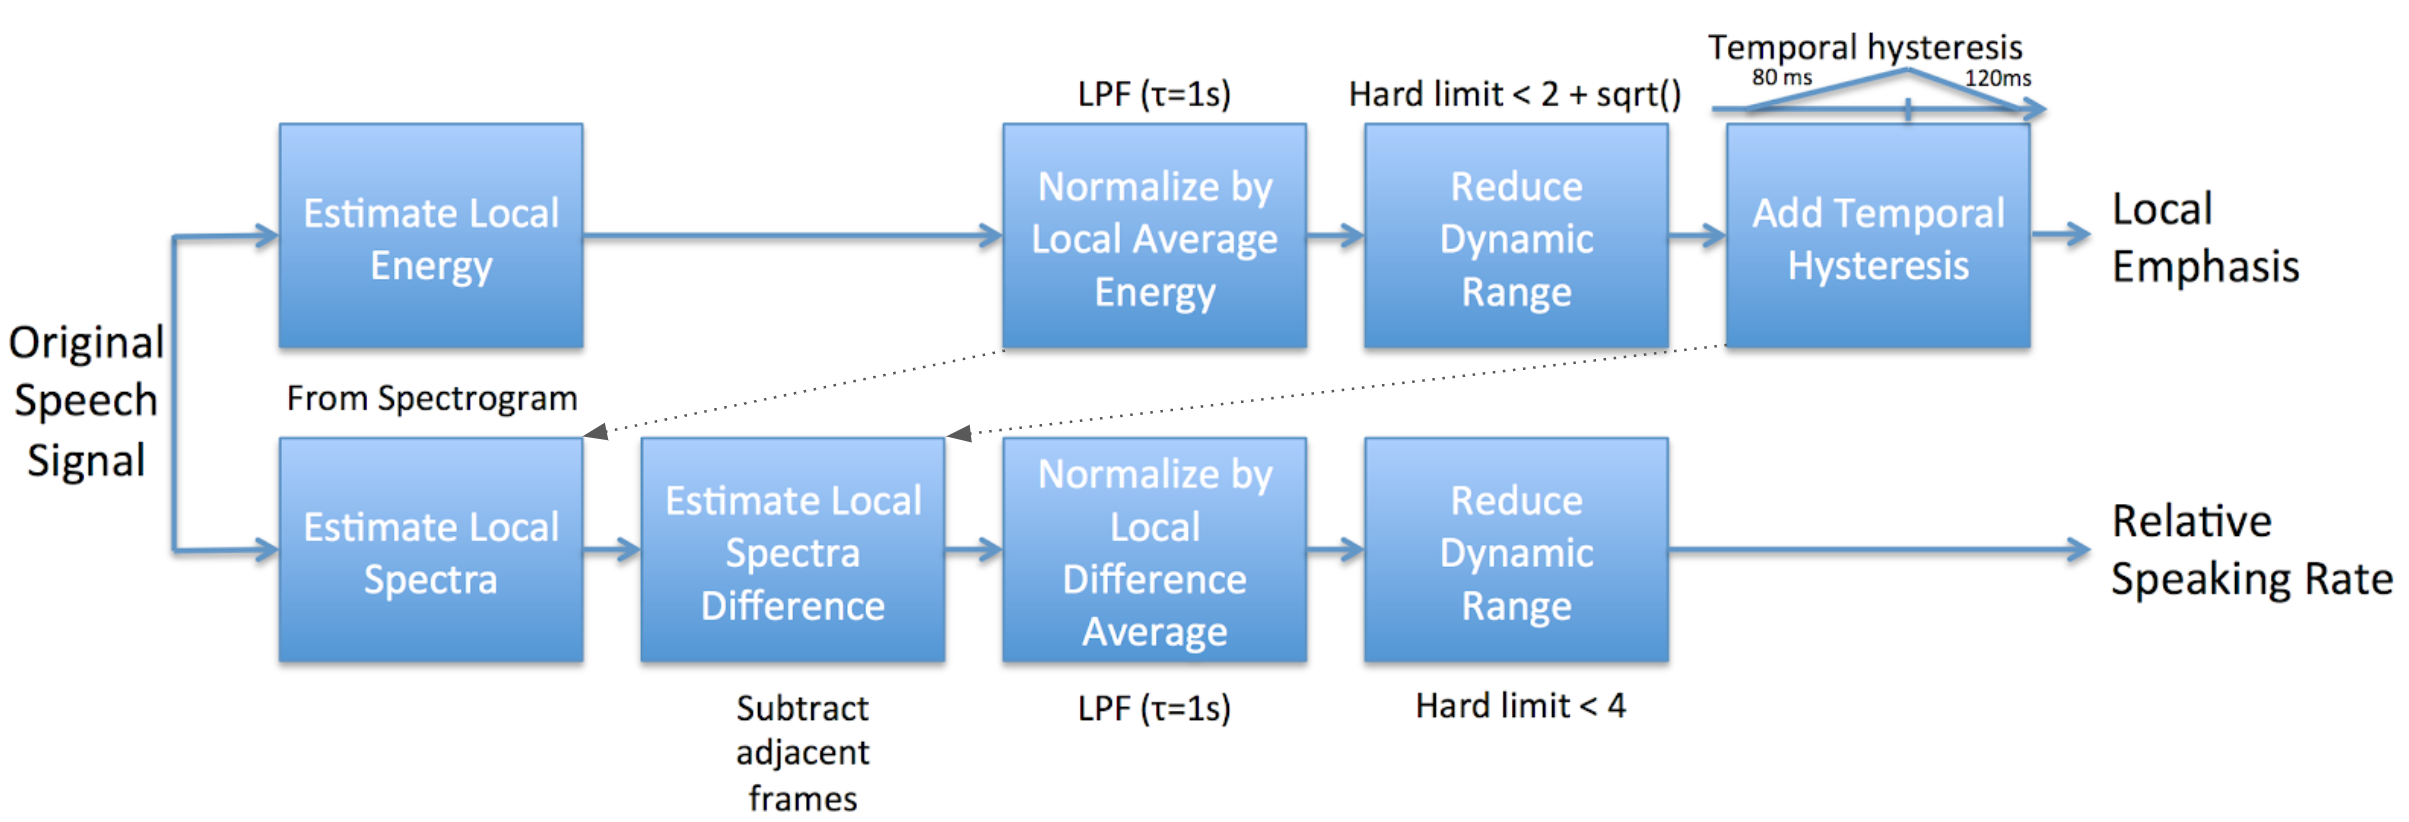 Temporal hysteresis
80 ms
120ms
LPF (τ=1s)
Hard limit < 2 + sqrt()
Estimate Local
Energy
Normalize by
Local Average
Energy
Reduce
Dynamic
Range
Add Temporal
Hysteresis
Local
Emphasis
Original
Speech
Signal
From Spectrogram
Estimate Local
Spectra
Estimate Local
Spectra
Difference
Normalize by
Local
Difference
Average
Reduce
Dynamic
Range
Relative
Speaking Rate
Subtract
adjacent
frames
LPF (τ=1s)
Hard limit < 4